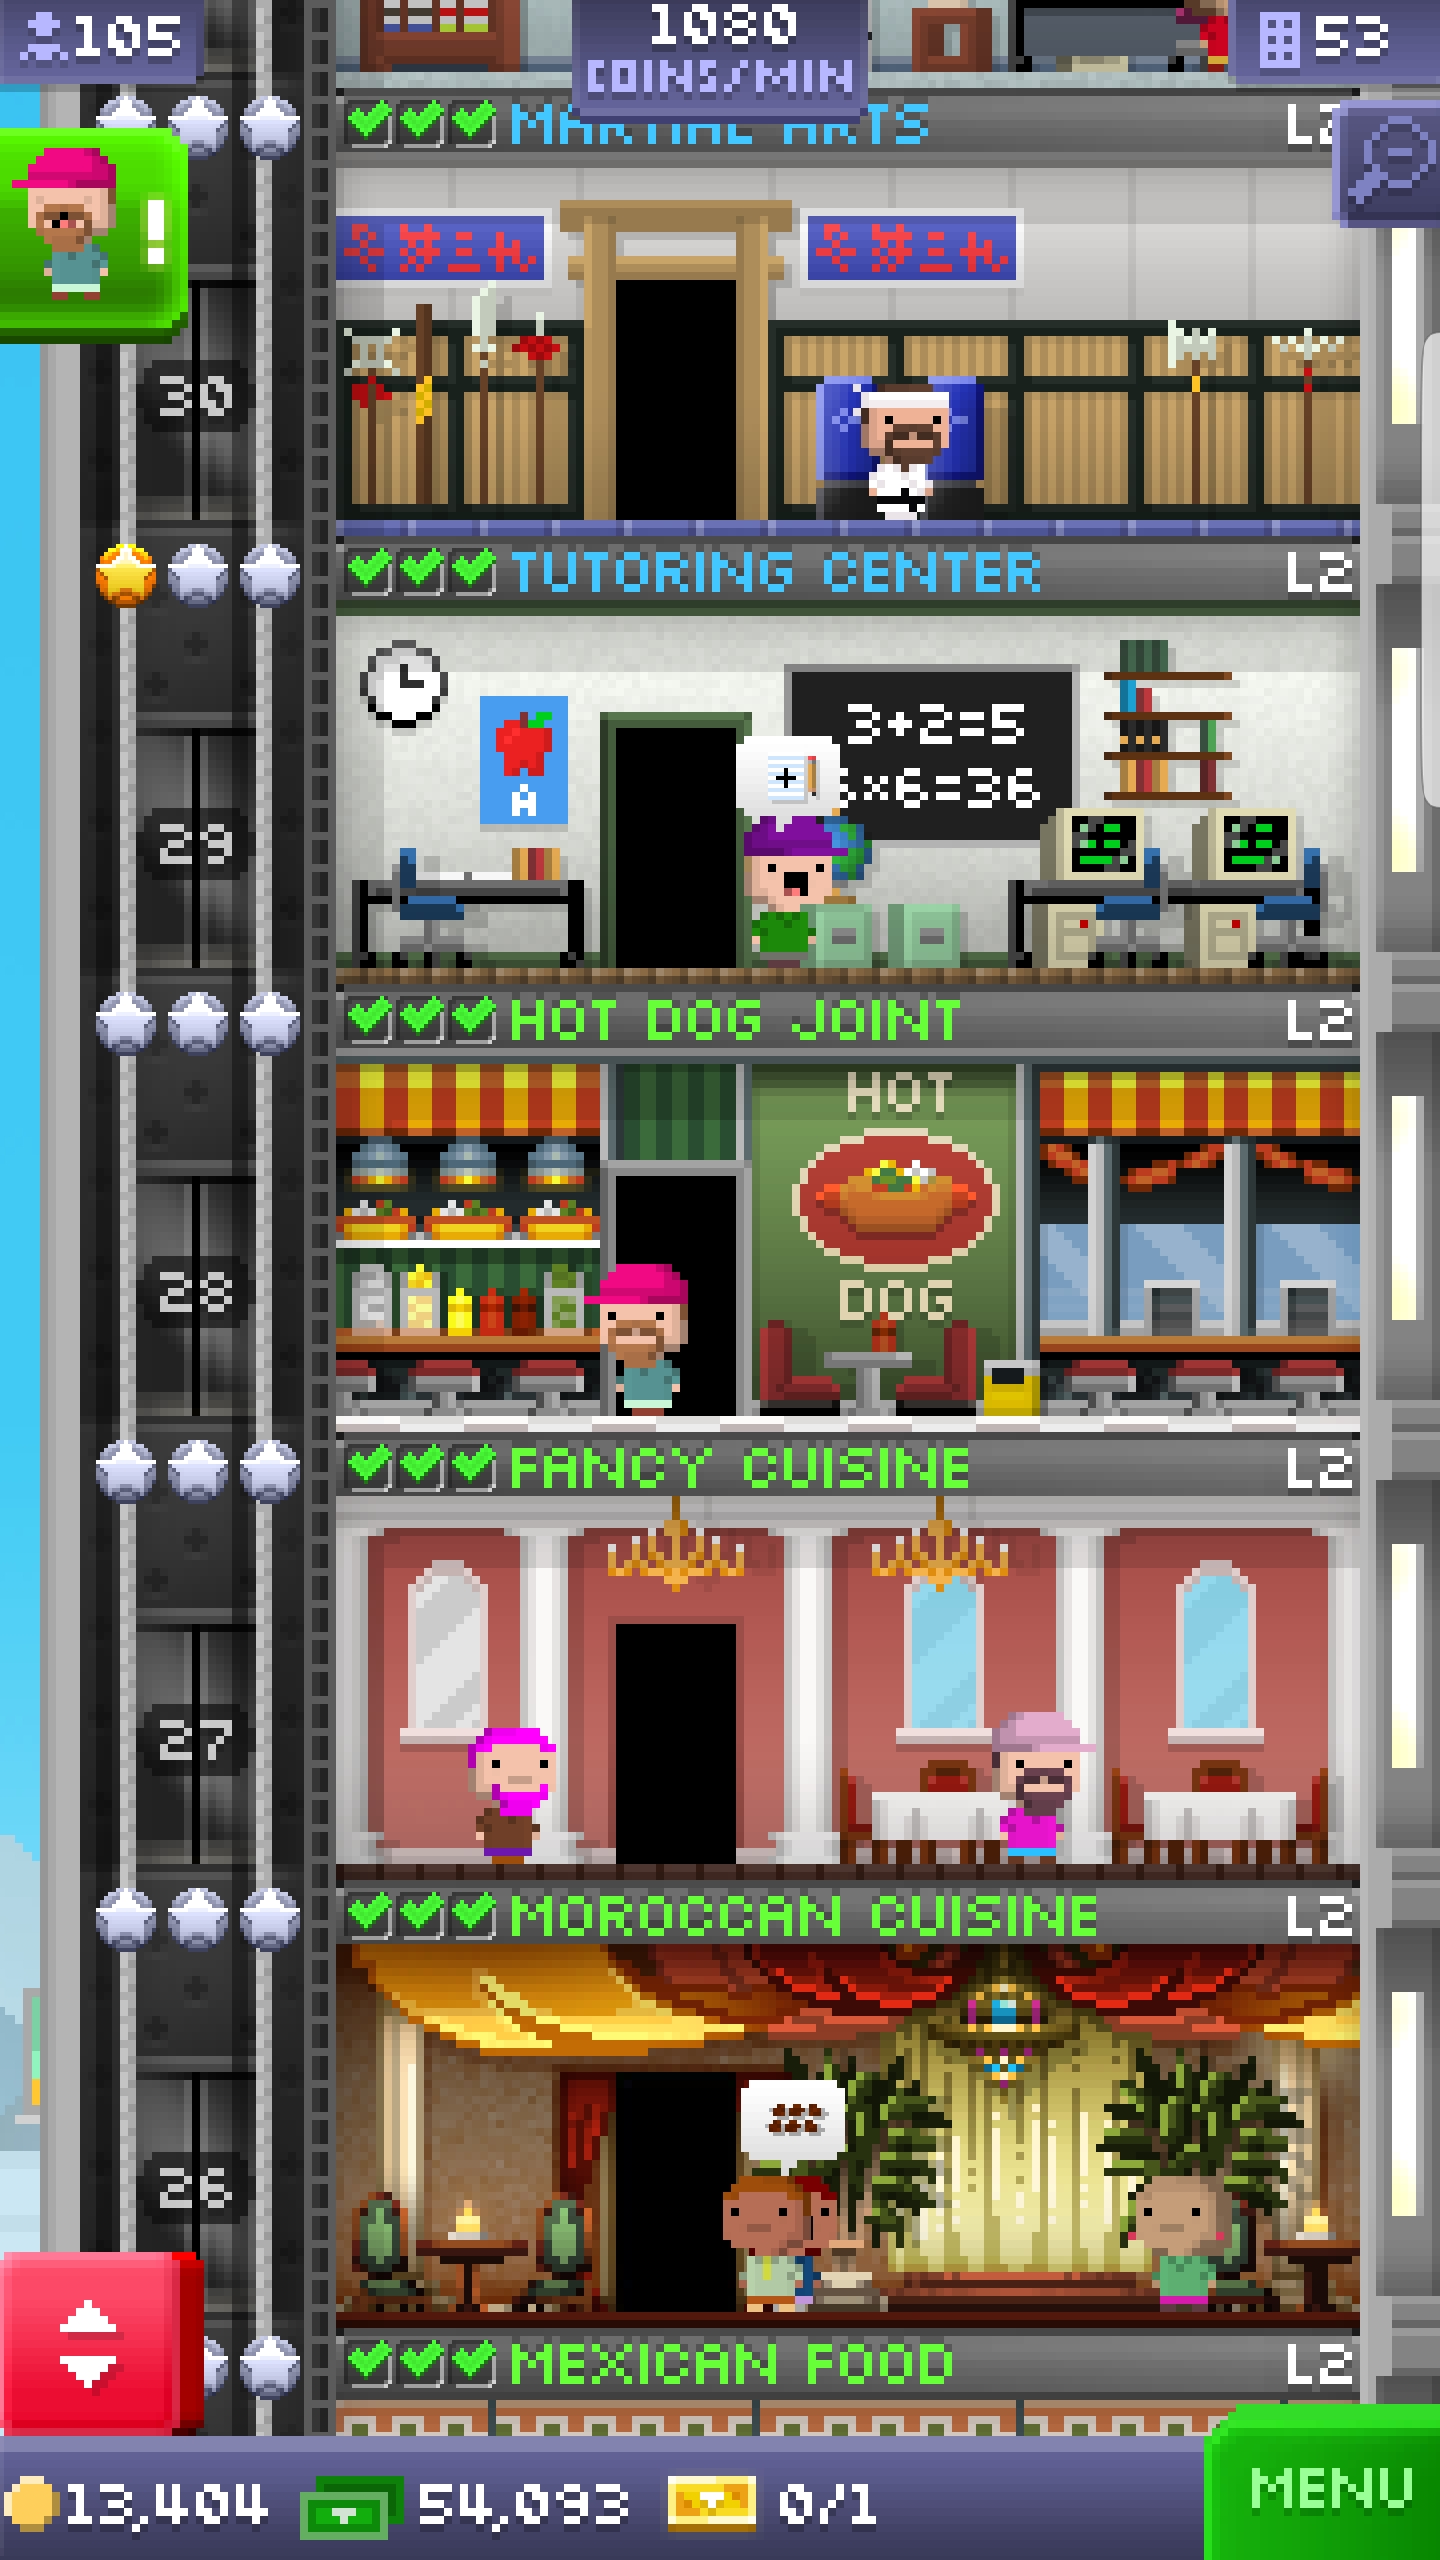 105
1080
COINS/MIN
53
MARTIAL ARTS
!
30
TUTORING CENTER L2
3+2=5
×6=36
A
29
HOT DOG JOINT L2
HOT
DOG
28
FANCY CUISINE L2
27
MOROCCAN CUISINE L2
26
MEXICAN FOOD L2
13,404
54,093
0/1
MENU